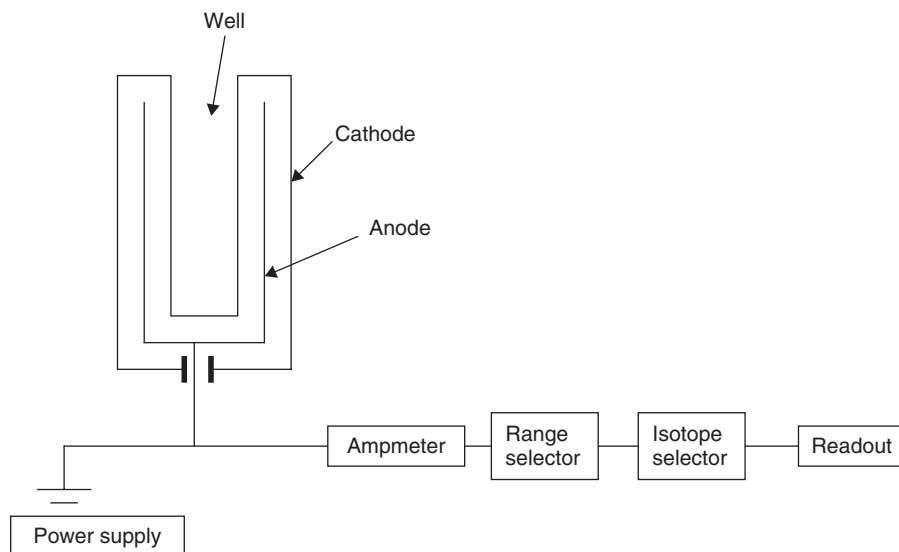 Well
Cathode
Anode
Ampmeter
Range
selector
Isotope
selector
Readout
Power supply